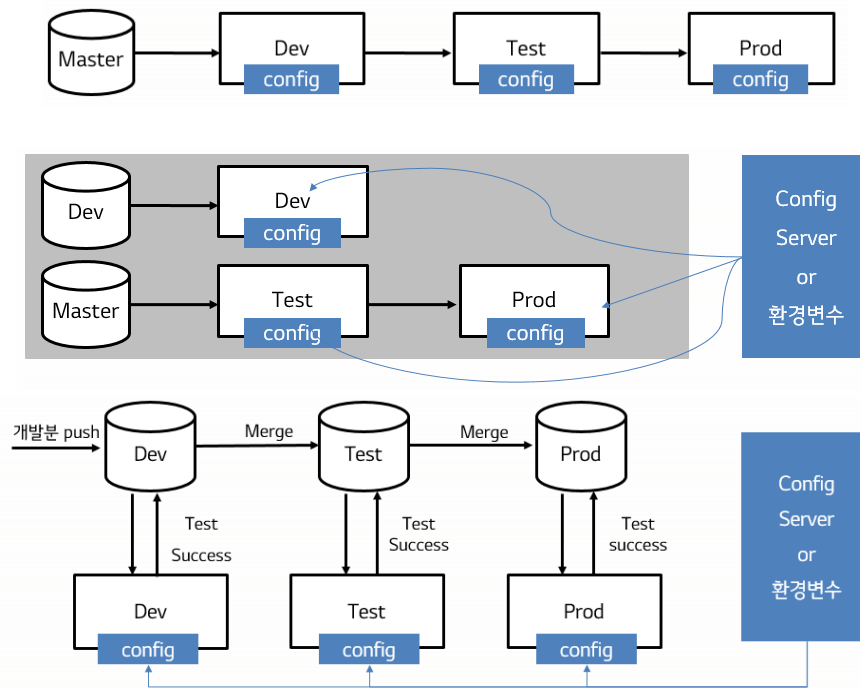 Master
Dev
config
Test
config
Prod
config
Dev
Dev
config
Master
Test
config
Prod
config
Config
Server
or
환경변수
개발분 push
Dev
Merge
Test
Merge
Prod
Test
Success
Test
Success
Test
success
Dev
config
Test
config
Prod
config
Config
Server
or
환경변수